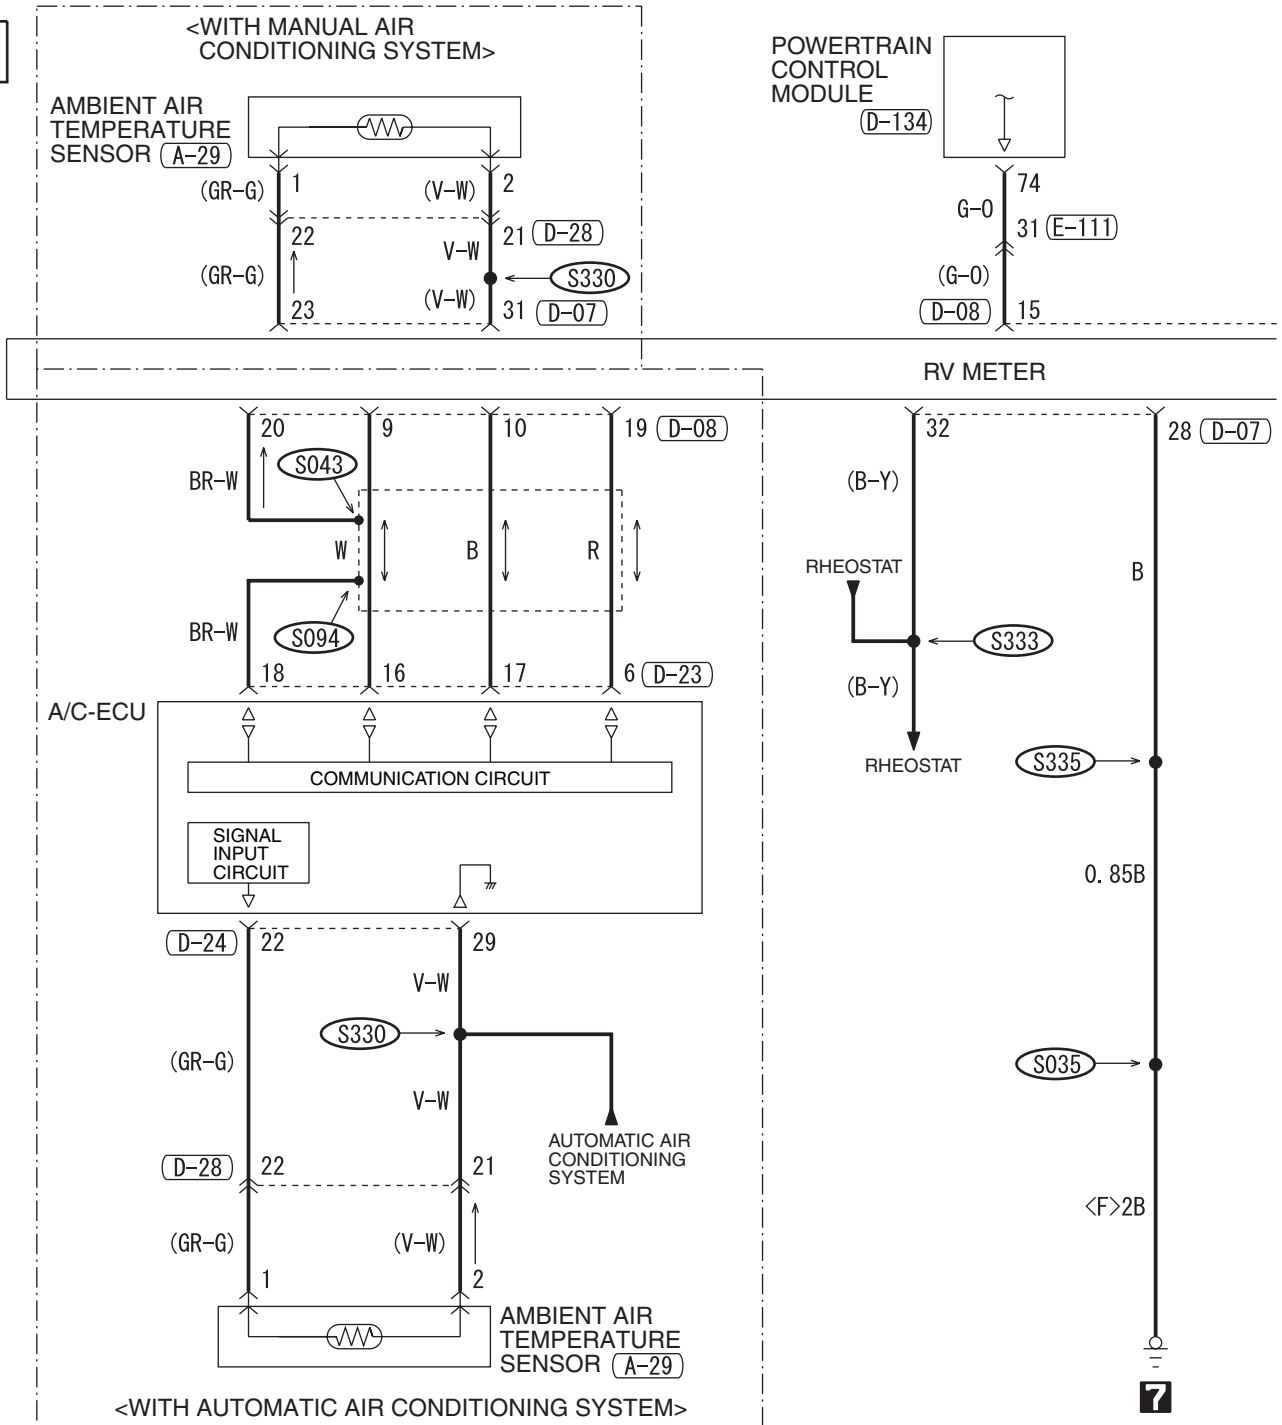 <WITH MANUAL AIR
CONDITIONING SYSTEM>
AMBIENT AIR
TEMPERATURE
SENSOR A-29
(GR-G) 1
(V-W) 2
22
21 D-28
V-W
(GR-G)
S330
(V-W)
23
31 D-07
POWERTRAIN
CONTROL
MODULE
D-134
74
G-O
31 E-111
(G-O)
D-08 15
RV METER
20 9 10 19 D-08
BR-W
S043
W B R
BR-W
S094
18 16 17 6 D-23
32
28 D-07
(B-Y)
RHEOSTAT
B
S333
(B-Y)
RHEOSTAT
S335
0.85B
S035
<F>2B
7
A/C-ECU
COMMUNICATION CIRCUIT
SIGNAL
INPUT
CIRCUIT
D-24 22 29
V-W
S330
(GR-G)
V-W
AUTOMATIC AIR
CONDITIONING
SYSTEM
D-28 22 21
(GR-G) (V-W)
1 2
AMBIENT AIR
TEMPERATURE
SENSOR A-29
<WITH AUTOMATIC AIR CONDITIONING SYSTEM>